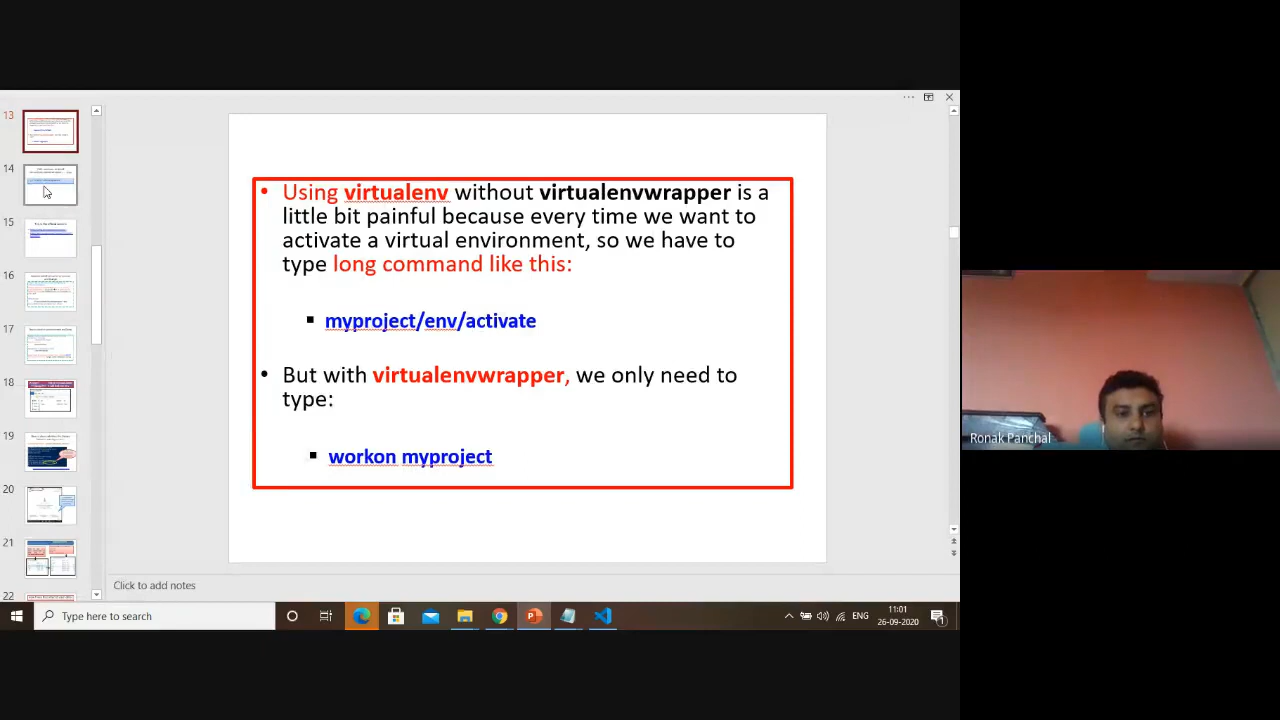 13
14
15
16
17
18
19
20
21
22
• Using virtualenv without virtualenvwrapper is a
little bit painful because every time we want to
activate a virtual environment, so we have to
type long command like this:
▪ myproject/env/activate
• But with virtualenvwrapper, we only need to
type:
▪ workon myproject
Click to add notes
Ronak Panchal
Type here to search
ENG
11:01
26-09-2020
1